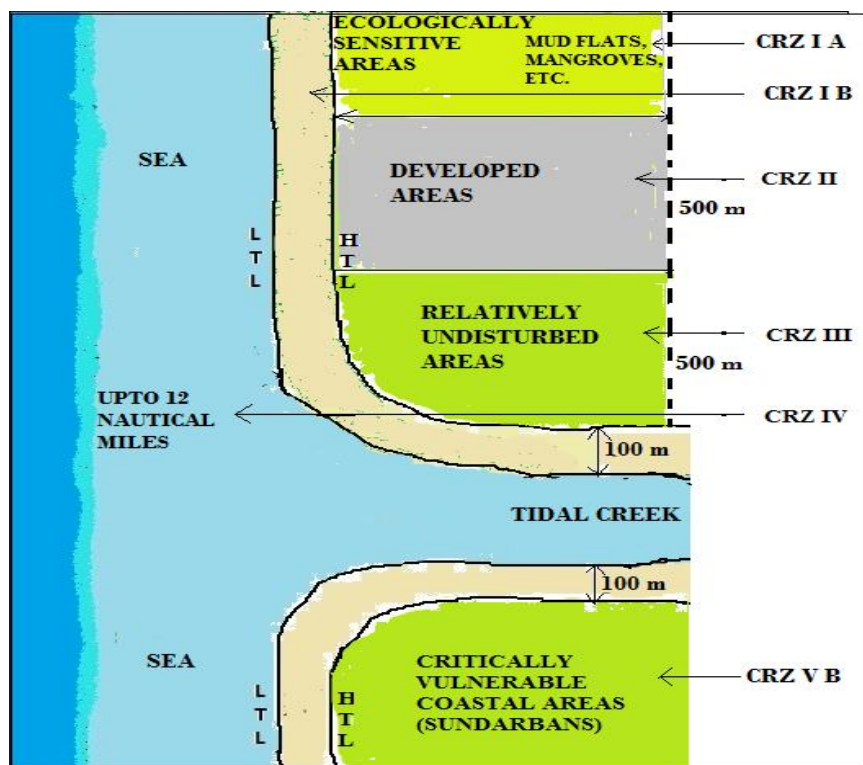 ECOLOGICALLY
SENSITIVE
AREAS
MUD FLATS,
MANGROVES,
ETC.
CRZ I A
CRZ I B
SEA
DEVELOPED
AREAS
CRZ II
500 m
L
T
L
H
T
L
RELATIVELY
UNDISTURBED
AREAS
CRZ III
500 m
UPTO 12
NAUTICAL
MILES
CRZ IV
100 m
TIDAL CREEK
100 m
SEA
L
T
L
H
T
L
CRITICALLY
VULNERABLE
COASTAL AREAS
(SUNDARBANS)
CRZ V B